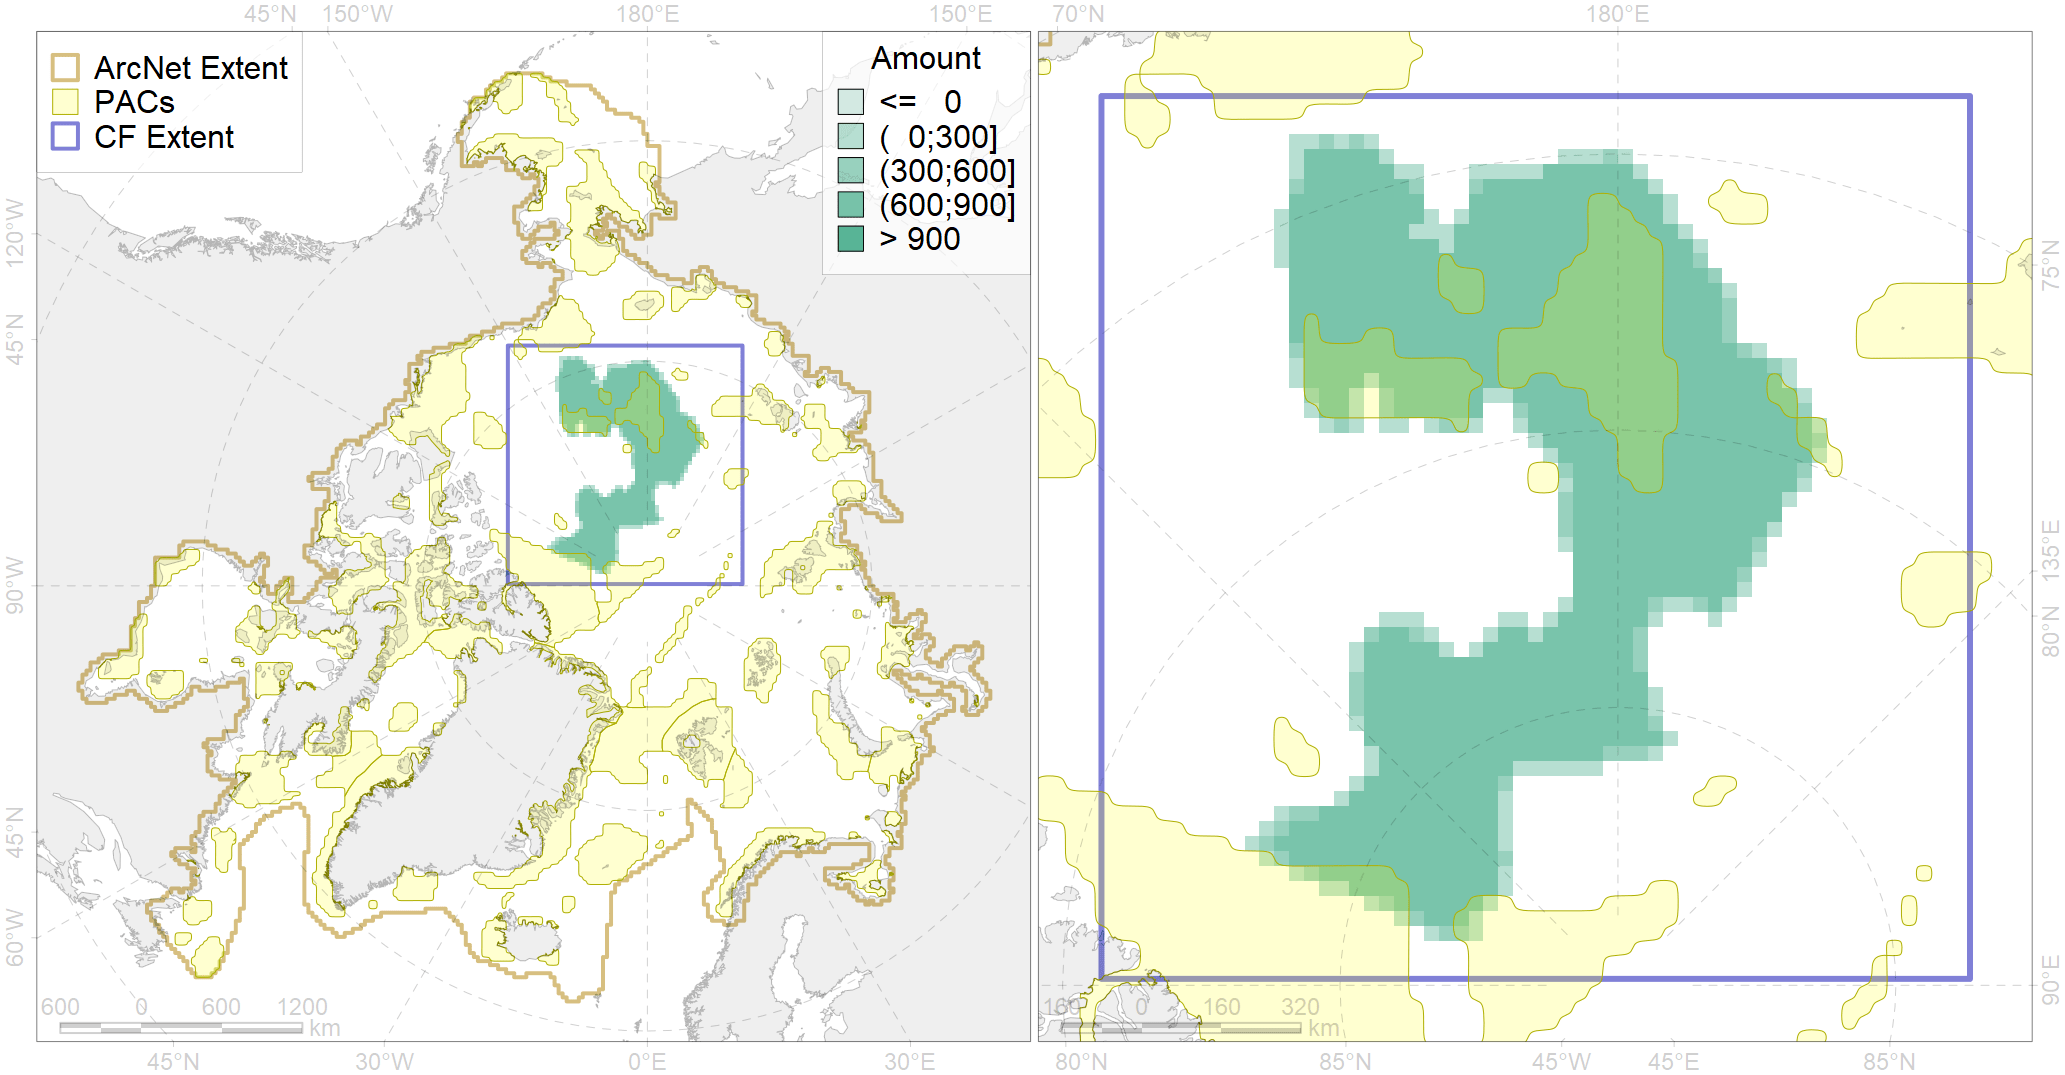 45°N 150°W 180°E 150°E 70°N 180°E
ArcNet Extent
PACs
CF Extent
Amount
<= 0
( 0;300]
(300;600]
(600;900]
> 900
120°W
45°N
90°W
45°N
60°W
75°N
135°E
80°N
90°E
600 0 600 1200
km
160 0 160 320
km
45°N 30°W 0°E 30°E 80°N 85°N 45°W 45°E 85°N